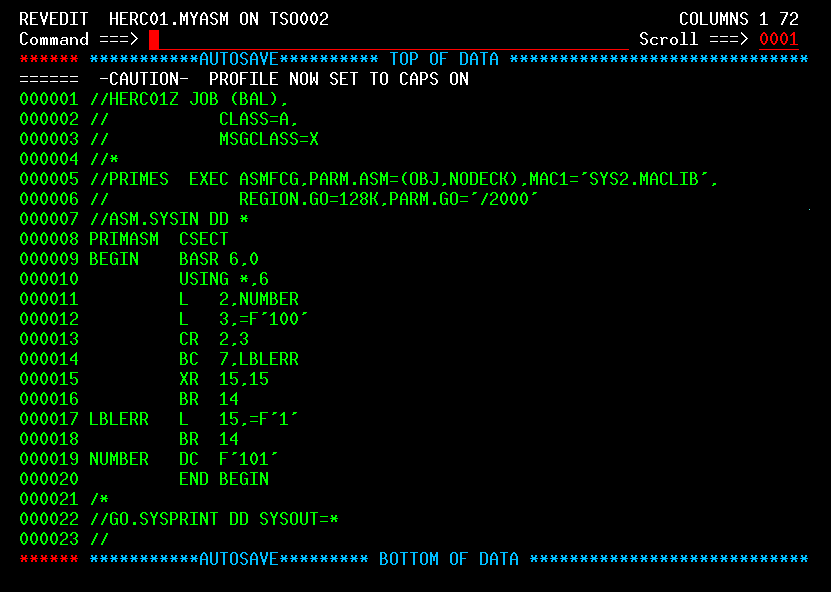 REVEDIT  HERC01.MYASM ON TSO002                                   COLUMNS 1 72
Command ===>                                                  Scroll ===> 0001
****** ***********AUTOSAVE********** TOP OF DATA ******************************
======  -CAUTION-  PROFILE NOW SET TO CAPS ON
000001 //HERC01Z JOB (BAL),
000002 //           CLASS=A,
000003 //           MSGCLASS=X
000004 //*
000005 //PRIMES  EXEC ASMFCG,PARM.ASM=(OBJ,NODECK),MAC1='SYS2.MACLIB',
000006 //             REGION.GO=128K,PARM.GO='/2000'
000007 //ASM.SYSIN DD *
000008 PRIMASM  CSECT
000009 BEGIN    BASR 6,0
000010          USING *,6
000011          L   2,NUMBER
000012          L   3,=F'100'
000013          CR  2,3
000014          BC  7,LBLERR
000015          XR  15,15
000016          BR  14
000017 LBLERR   L   15,=F'1'
000018          BR  14
000019 NUMBER   DC  F'101'
000020          END BEGIN
000021 /*
000022 //GO.SYSPRINT DD SYSOUT=*
000023 //
****** ***********AUTOSAVE********* BOTTOM OF DATA ****************************